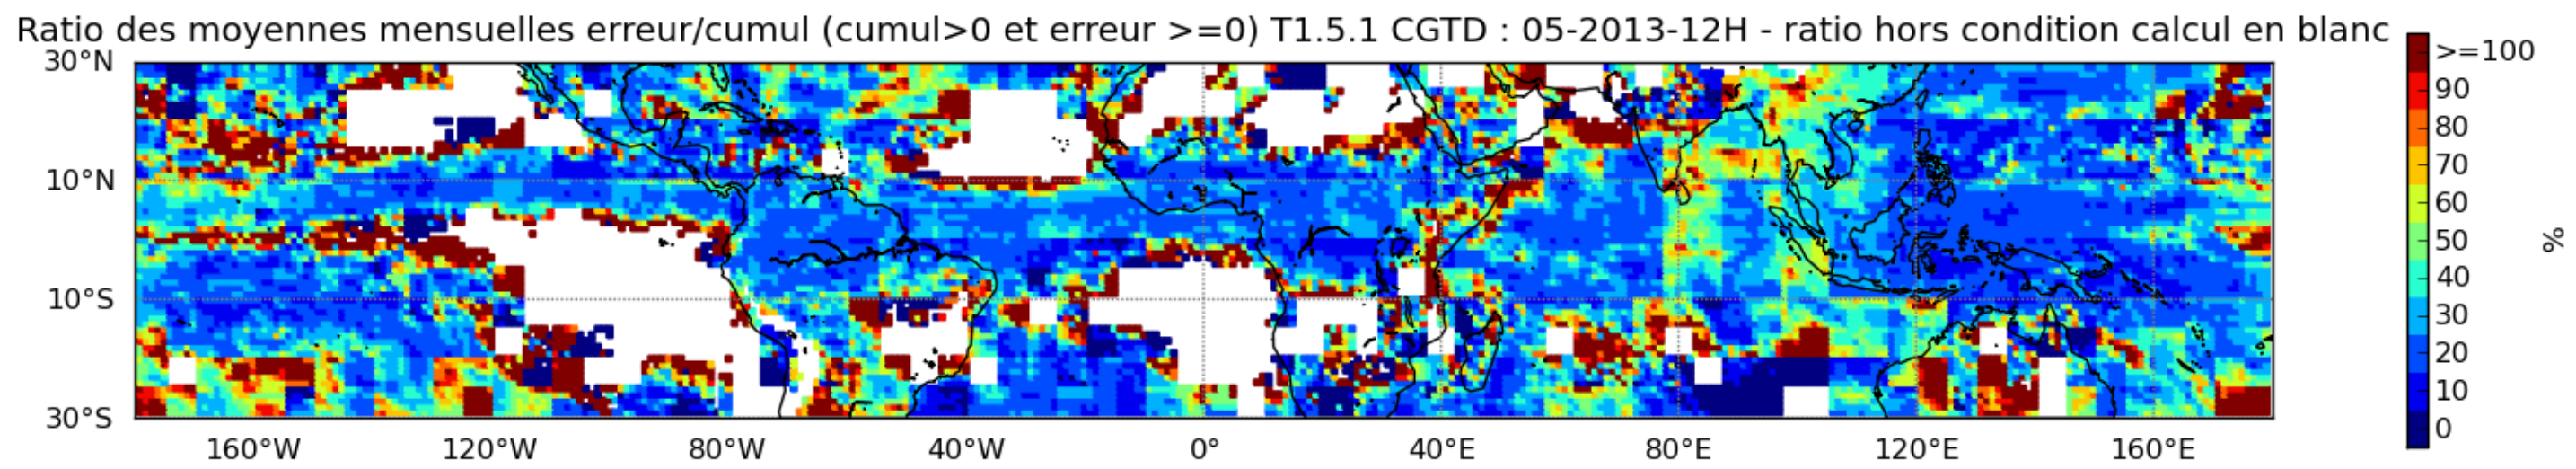 Ratio des moyennes mensuelles erreur/cumul (cumul>0 et erreur >=0) T1.5.1 CGTD : 05-2013-12H - ratio hors condition calcul en blanc
30°N
10°N
10°S
30°S
160°W 120°W 80°W 40°W 0° 40°E 80°E 120°E 160°E
>=100
90
80
70
60
50
40
30
20
10
0
%